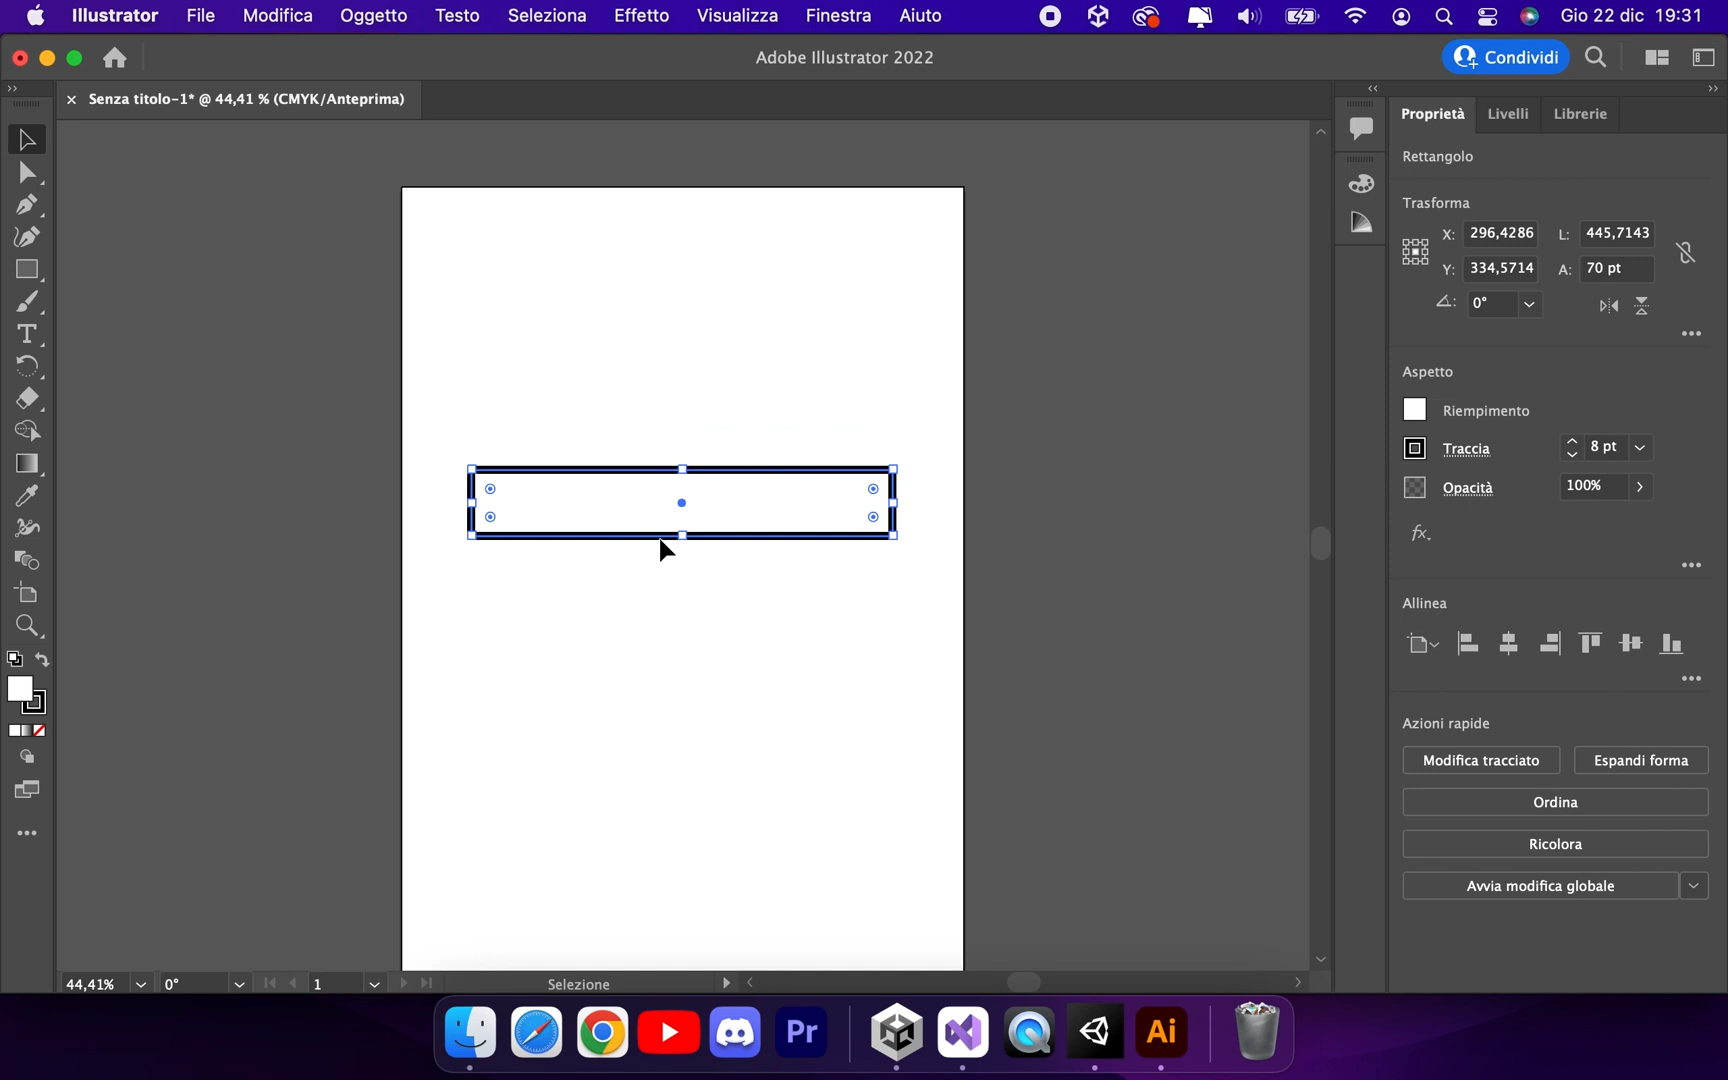 Illustrator File Modifica Oggetto Testo Seleziona Effetto Visualizza Finestra Aiuto Gio 22 dic 19:31
Adobe Illustrator 2022 Condividi
× Senza titolo-1* @ 44,41 % (CMYK/Anteprima)
Proprietà Livelli Librerie
Rettangolo
Trasforma
X: 296,4286 L: 445,7143
Y: 334,5714 A: 70 pt
0°
Aspetto
Riempimento
Traccia 8 pt
Opacità 100%
fx.
Allinea
Azioni rapide
Modifica tracciato Espandi forma
Ordina
Ricolora
Avvia modifica globale
44,41% 0° 1 Selezione
Pr Ai